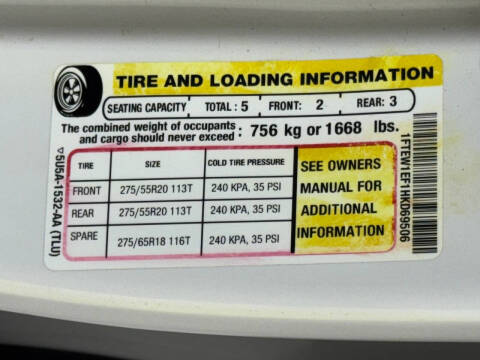 TIRE AND LOADING INFORMATION
SEATING CAPACITY TOTAL : 5 FRONT: 2 REAR: 3
The combined weight of occupants and cargo should never exceed : 756 kg or 1668 lbs.
TIRE SIZE COLD TIRE PRESSURE
FRONT 275/55R20 113T 240 KPA, 35 PSI
REAR 275/55R20 113T 240 KPA, 35 PSI
SPARE 275/65R18 116T 240 KPA, 35 PSI
SEE OWNERS
MANUAL FOR
ADDITIONAL
INFORMATION
▽5U5A-1532-AA (TLU)